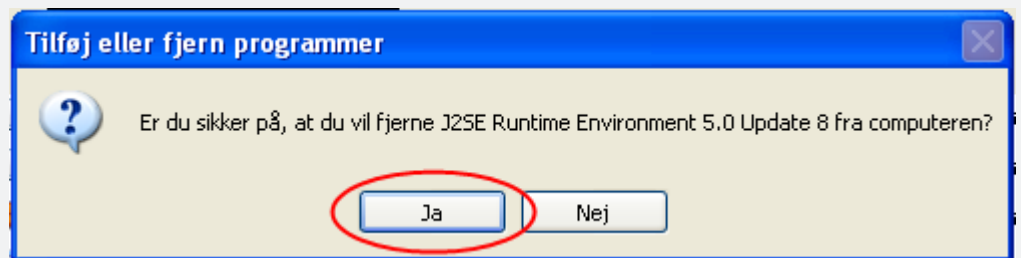 Tilføj eller fjern programmer
Er du sikker på, at du vil fjerne J2SE Runtime Environment 5.0 Update 8 fra computeren?
Ja Nej